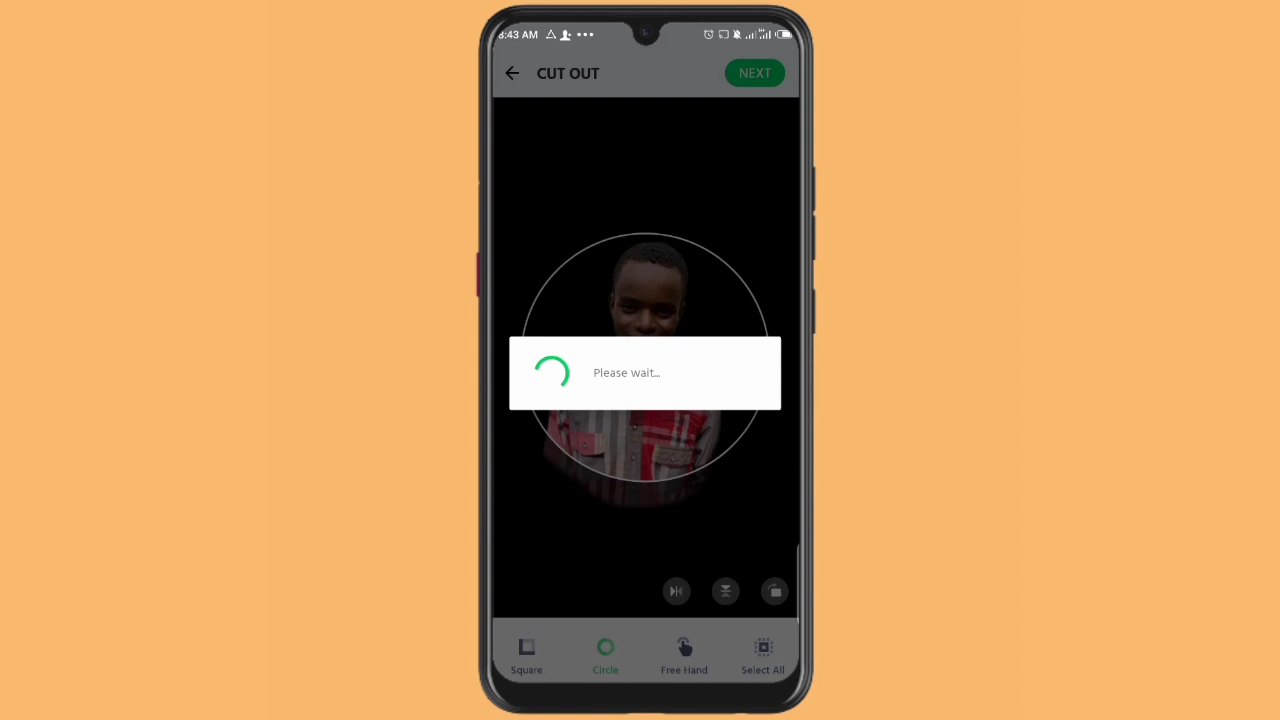 8:43 AM
CUT OUT
NEXT
Please wait...
Square
Circle
Free Hand
Select All